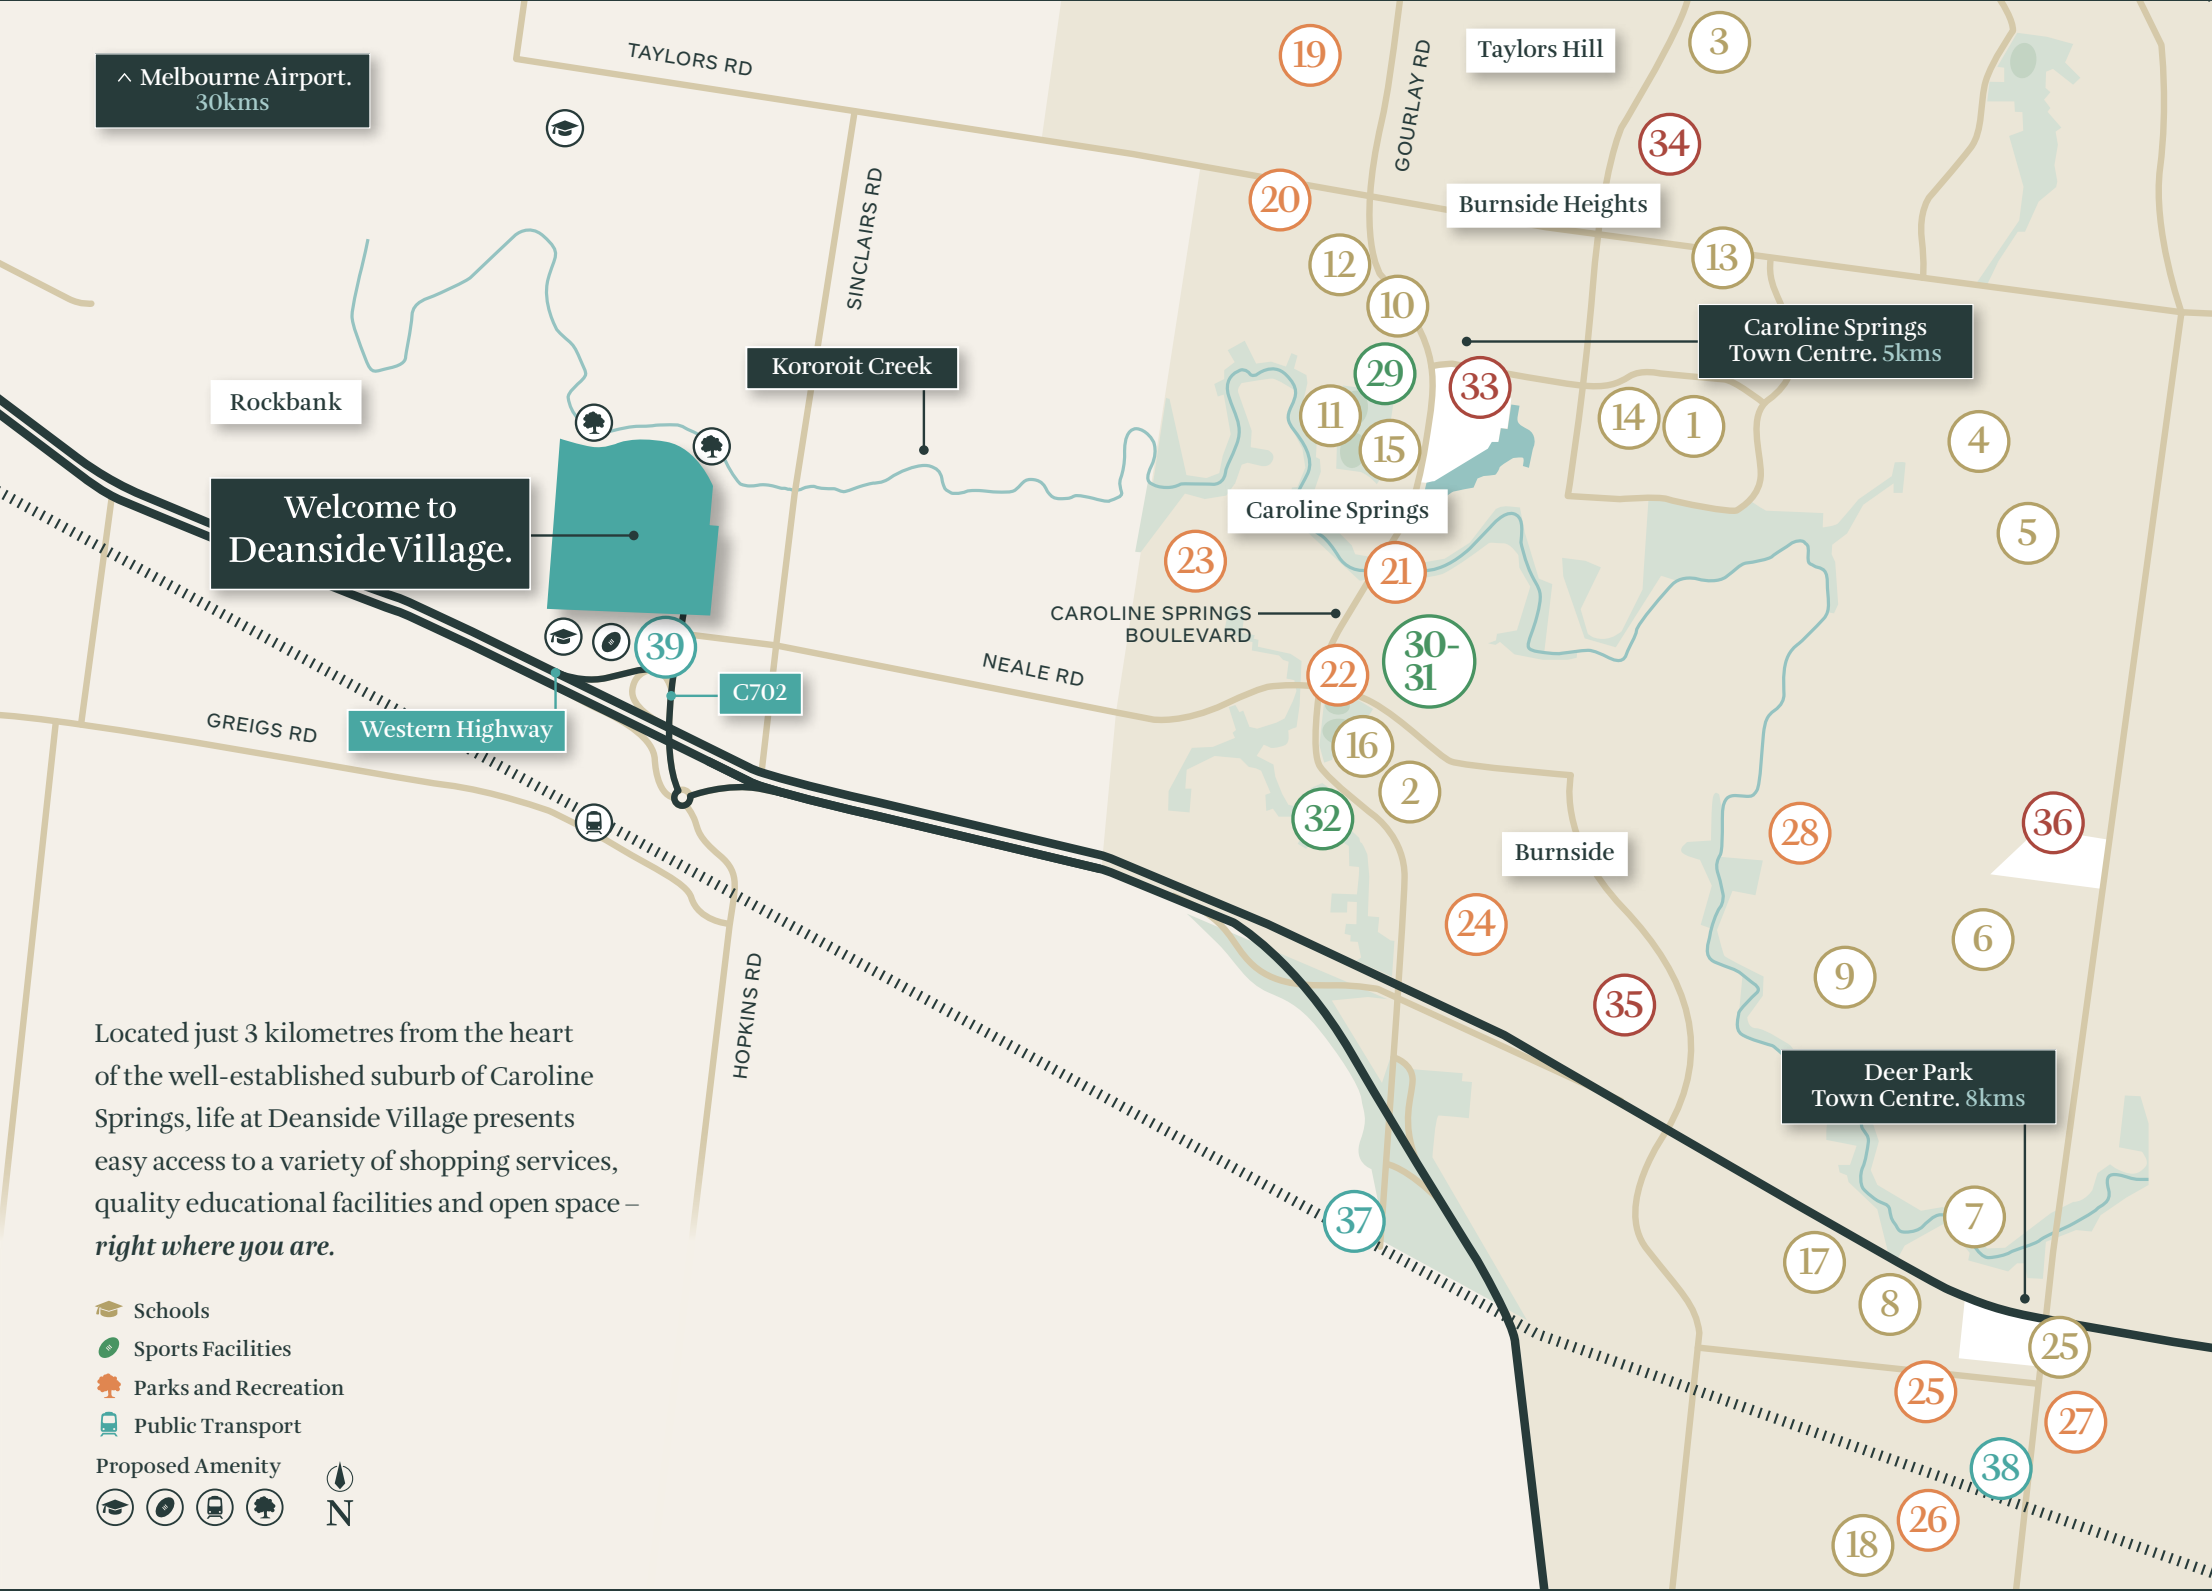 TAYLORS RD
19
GOURLAY RD
Taylors Hill
3
^ Melbourne Airport.
30kms
34
SINCLAIRS RD
20
Burnside Heights
12
13
10
Caroline Springs
Town Centre. 5kms
Kororoit Creek
29
33
Rockbank
11
14
1
4
15
Welcome to
Deanside Village.
Caroline Springs
5
23
21
CAROLINE SPRINGS
BOULEVARD
39
30-
31
NEALE RD
22
C702
GREIGS RD
Western Highway
16
2
32
28
36
Burnside
24
6
9
35
HOPKINS RD
Located just 3 kilometres from the heart
of the well-established suburb of Caroline
Springs, life at Deanside Village presents
easy access to a variety of shopping services,
quality educational facilities and open space –
right where you are.
Deer Park
Town Centre. 8kms
37
7
17
8
25
25
27
38
26
18
Schools
Sports Facilities
Parks and Recreation
Public Transport
Proposed Amenity
N